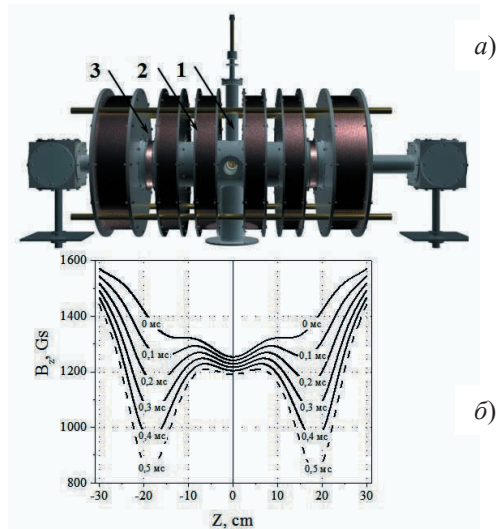 а)
3 2 1
1600
0 мс
0 мс
1400
0,1 мс
0,1 мс
B_z, Gs
1200
0,2 мс
0,2 мс
0,3 мс
0,3 мс
б)
1000
0,4 мс
0,4 мс
0,5 мс
0,5 мс
800
-30 -20 -10 0 10 20 30
Z, cm